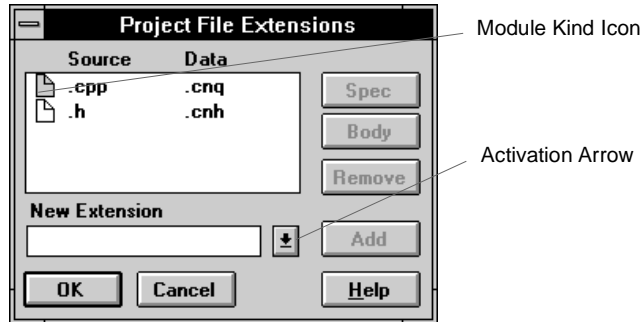 Project File Extensions
Module Kind Icon
Source Data
.cpp .cnq
.h .cnh
Spec
Body
Remove
Activation Arrow
New Extension
Add
OK Cancel Help